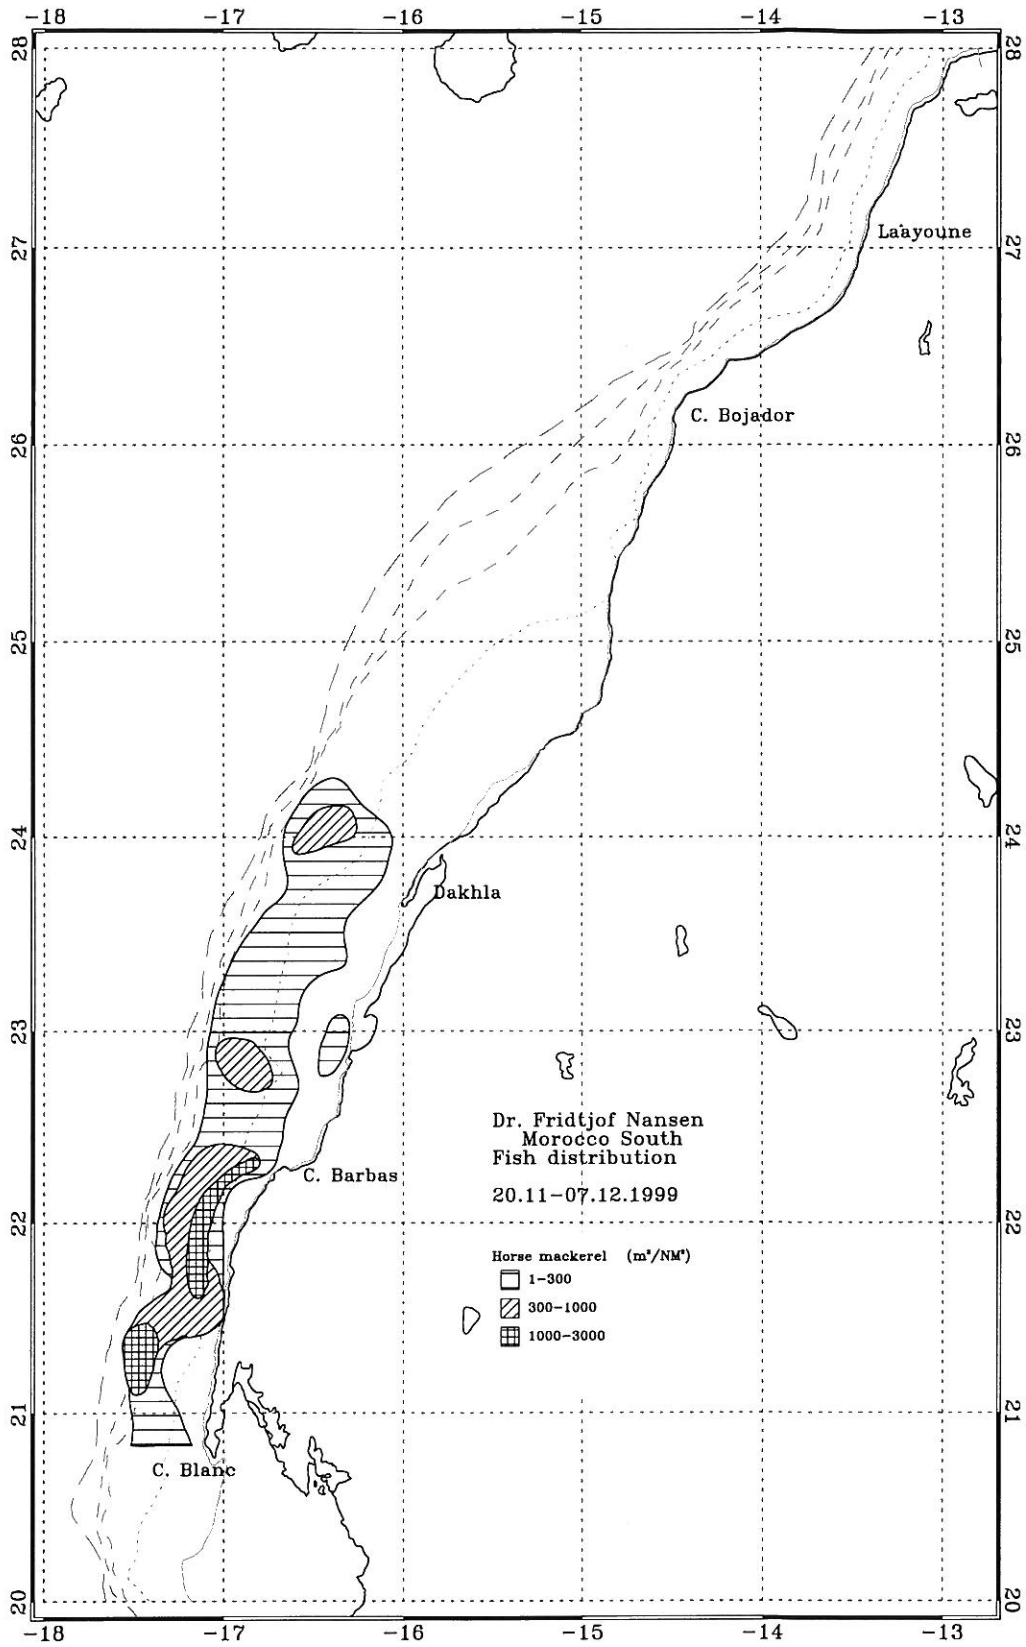 -18 -17 -16 -15 -14 -13
28 28
27 27
Laayoune
C. Bojador
26 26
25 25
24 24
Dakhla
23 23
Dr. Fridtjof Nansen
Morocco South
Fish distribution
C. Barbas
20.11-07.12.1999
22 22
Horse mackerel (m²/NM²)
1-300
300-1000
1000-3000
21 21
C. Blanc
20 20
-18 -17 -16 -15 -14 -13